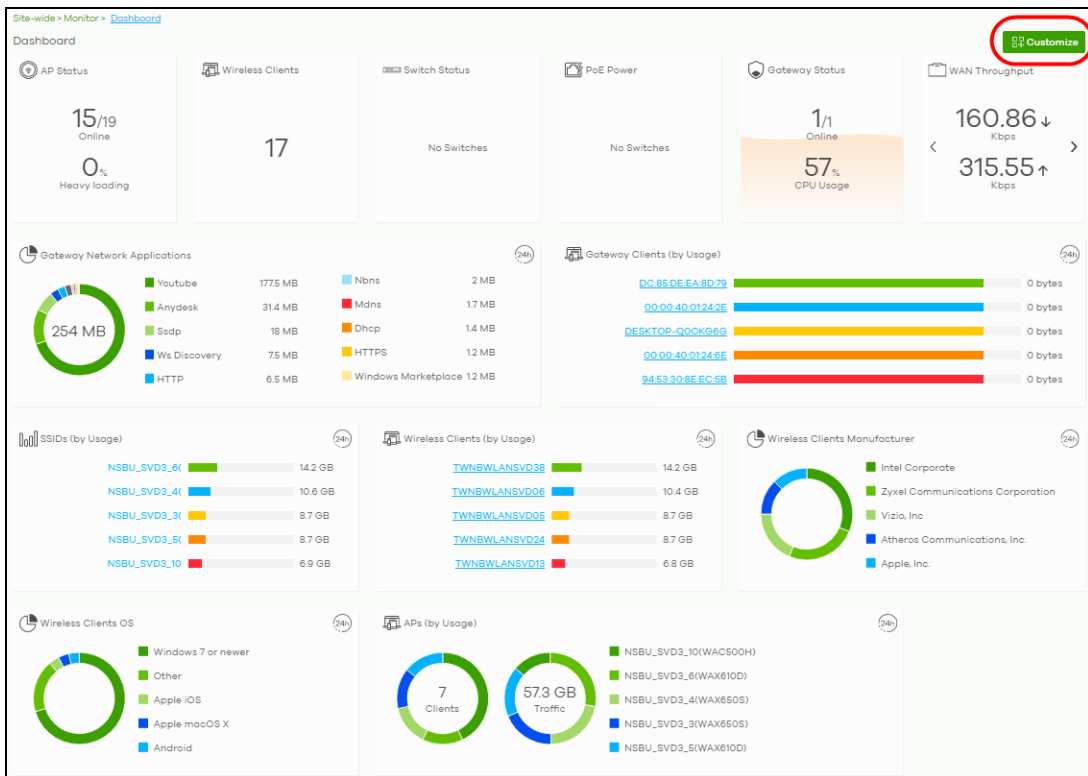 Site-wide > Monitor > Dashboard
Dashboard
Customize
AP Status
15/19
Online
0%
Heavy loading
Wireless Clients
17
Switch Status
No Switches
PoE Power
No Switches
Gateway Status
1/1
Online
57%
CPU Usage
WAN Throughput
160.86 ↓
Kbps
315.55 ↑
Kbps
Gateway Network Applications
24h
254 MB
Youtube 177.5 MB
Anydesk 31.4 MB
Ssdp 18 MB
Ws Discovery 7.5 MB
HTTP 6.5 MB
Nbns 2 MB
Mdns 1.7 MB
Dhcp 1.4 MB
HTTPS 1.2 MB
Windows Marketplace 1.2 MB
Gateway Clients (by Usage)
24h
DC:85:DE:EA:8D:79 0 bytes
00:00:40:01:24:2E 0 bytes
DESKTOP-Q0OKG6G 0 bytes
00:00:40:01:24:6E 0 bytes
94:53:30:8E:EC:5B 0 bytes
SSIDs (by Usage)
24h
NSBU_SVD3_6( 14.2 GB
NSBU_SVD3_4( 10.6 GB
NSBU_SVD3_3( 8.7 GB
NSBU_SVD3_5( 8.7 GB
NSBU_SVD3_10 6.9 GB
Wireless Clients (by Usage)
24h
TWNBWLANSVD38 14.2 GB
TWNBWLANSVD06 10.4 GB
TWNBWLANSVD05 8.7 GB
TWNBWLANSVD24 8.7 GB
TWNBWLANSVD13 6.8 GB
Wireless Clients Manufacturer
24h
Intel Corporate
Zyxel Communications Corporation
Vizio, Inc
Atheros Communications, Inc.
Apple, Inc.
Wireless Clients OS
24h
Windows 7 or newer
Other
Apple iOS
Apple macOS X
Android
APs (by Usage)
24h
7
Clients
57.3 GB
Traffic
NSBU_SVD3_10(WAC500H)
NSBU_SVD3_6(WAX610D)
NSBU_SVD3_4(WAX650S)
NSBU_SVD3_3(WAX650S)
NSBU_SVD3_5(WAX610D)